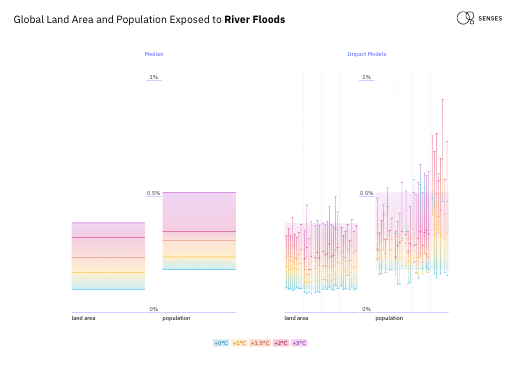 Global Land Area and Population Exposed to River Floods
SENSES
Median
Impact Models
1%
1%
0.5%
0.5%
0%
0%
land area
population
land area
population
+0°C +1°C +1.5°C +2°C +3°C